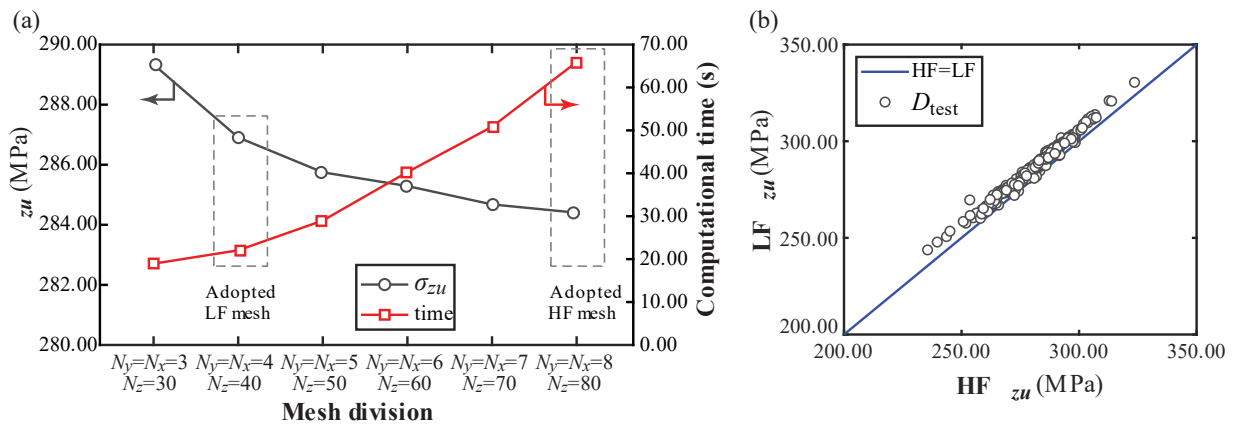 (a)
290.00
288.00
286.00
284.00
282.00
280.00
zu (MPa)
70.00
60.00
50.00
40.00
30.00
20.00
10.00
0.00
Computational time (s)
Adopted
LF mesh
σzu
time
Adopted
HF mesh
Ny=Nx=3
Nz=30
Ny=Nx=4
Nz=40
Ny=Nx=5
Nz=50
Ny=Nx=6
Nz=60
Ny=Nx=7
Nz=70
Ny=Nx=8
Nz=80
Mesh division
(b)
350.00
300.00
250.00
200.00
LF zu (MPa)
HF=LF
Dtest
200.00
250.00
300.00
350.00
HF zu (MPa)